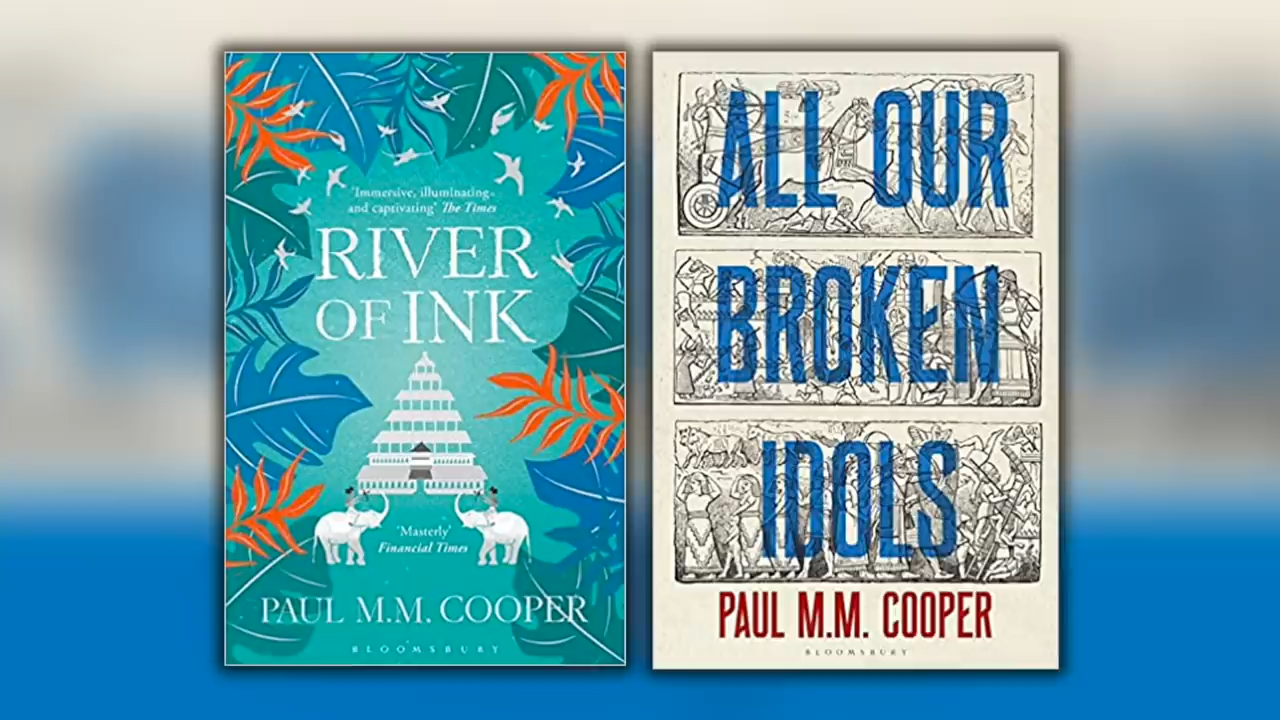 'Immersive, illuminating
and captivating' The Times
RIVER
OF INK
'Masterly'
Financial Times
PAUL M.M. COOPER
BLOOMSBURY
ALL OUR
BROKEN
IDOLS
PAUL M.M. COOPER
BLOOMSBURY